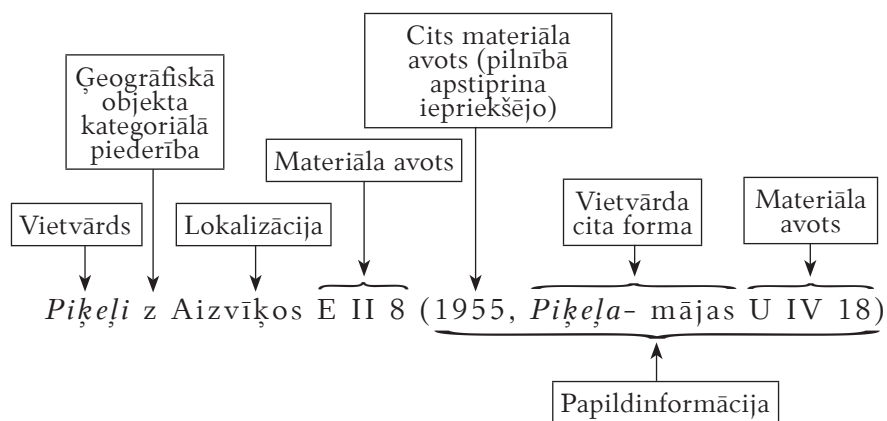 Cits materiāla
avots (pilnībā
apstiprina
iepriekšējo)
Ģeogrāfiskā
objekta
kategoriālā
piederība
Materiāla avots
Vietvārds
Lokalizācija
Vietvārda
cita forma
Materiāla
avots
Piķeļi z Aizvīķos E II 8 (1955, Piķeļa- mājas U IV 18)
Papildinformācija